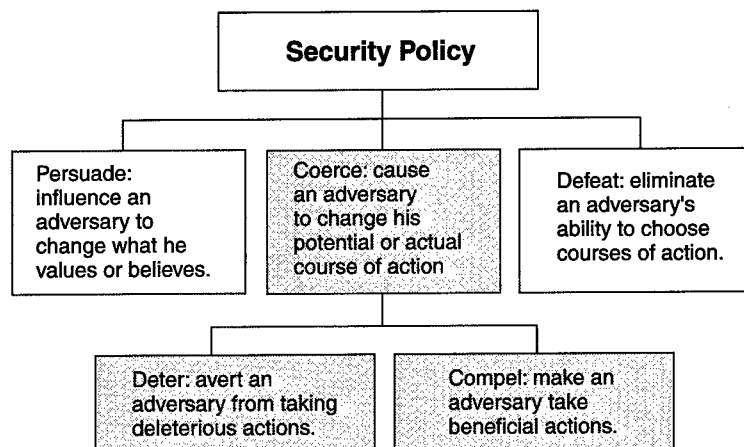 Security Policy
Persuade:
influence an
adversary to
change what he
values or believes.
Coerce: cause
an adversary
to change his
potential or actual
course of action
Defeat: eliminate
an adversary's
ability to choose
courses of action.
Deter: avert an
adversary from taking
deleterious actions.
Compel: make an
adversary take
beneficial actions.